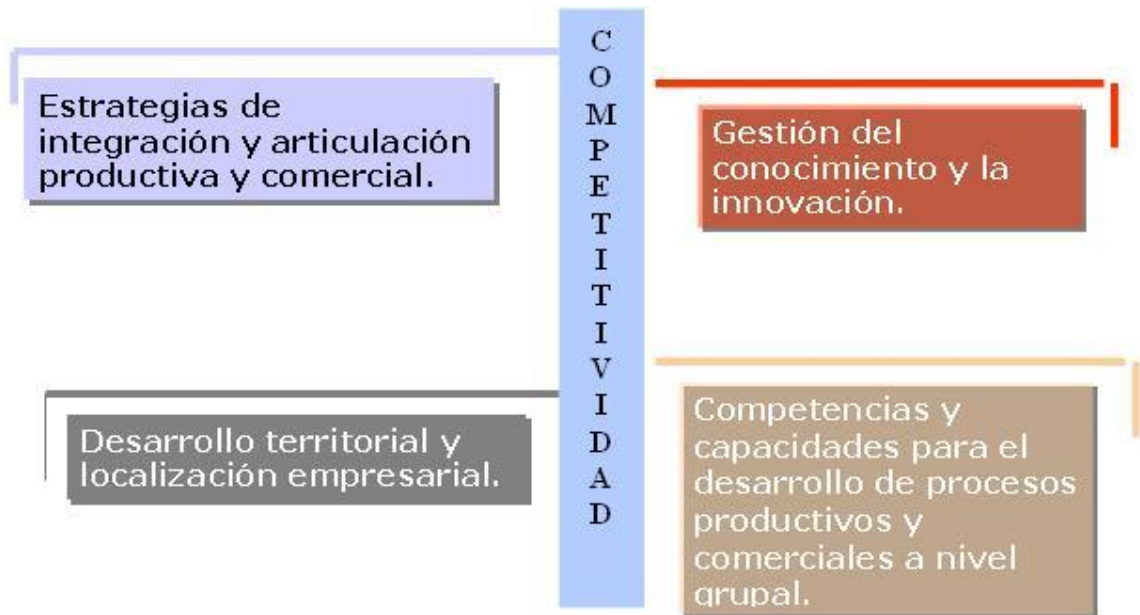 COMPETITIVIDAD
Estrategias de
integración y articulación
productiva y comercial.
Gestión del
conocimiento y la
innovación.
Desarrollo territorial y
localización empresarial.
Competencias y
capacidades para el
desarrollo de procesos
productivos y
comerciales a nivel
grupal.